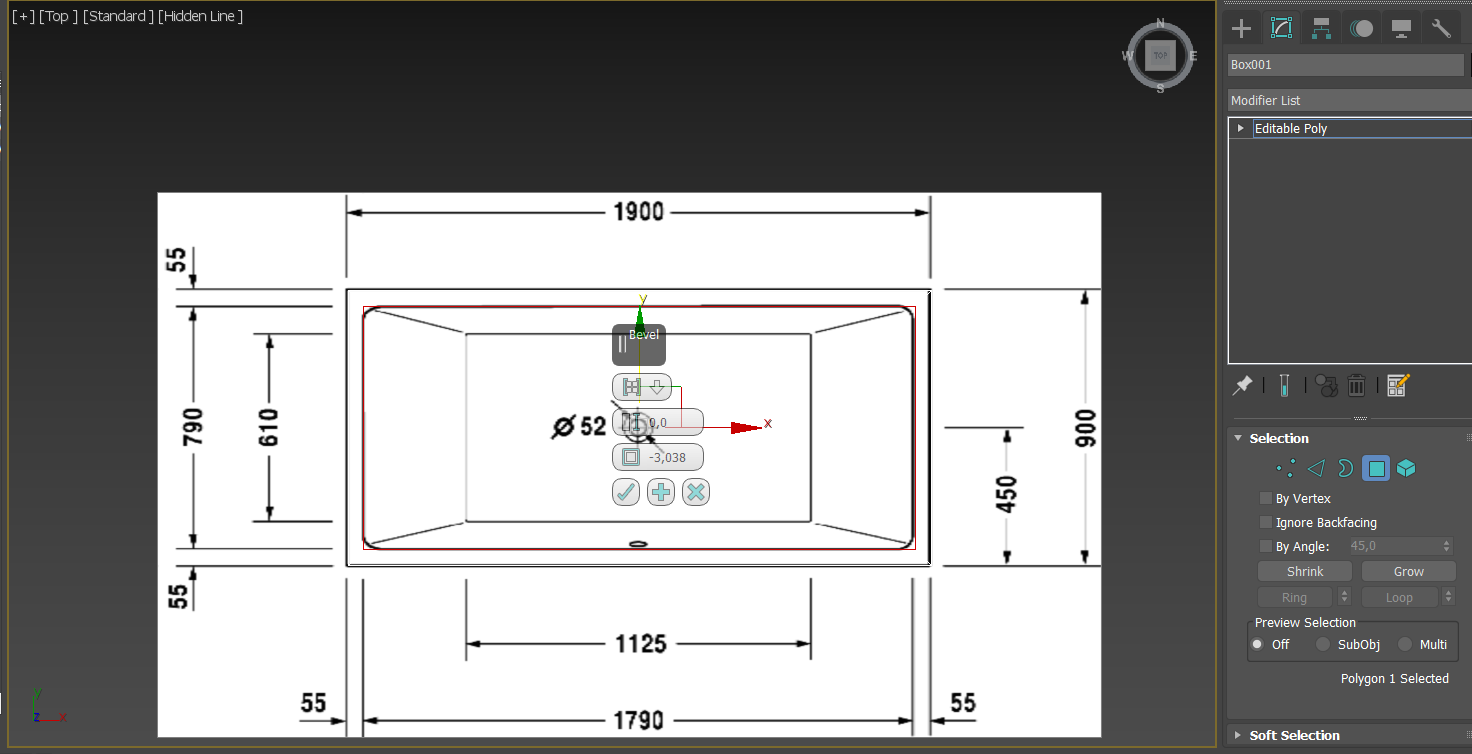 [+] [Top ] [Standard ] [Hidden Line ]
N
W
TOP
E
S
Box001
Modifier List
Editable Poly
1900
55
y
Bevel
790
610
Ø 52
0,0
x
-3,038
900
450
55
1125
55
1790
55
y
z
x
Selection
By Vertex
Ignore Backfacing
By Angle: 45,0
Shrink Grow
Ring Loop
Preview Selection
Off SubObj Multi
Polygon 1 Selected
Soft Selection